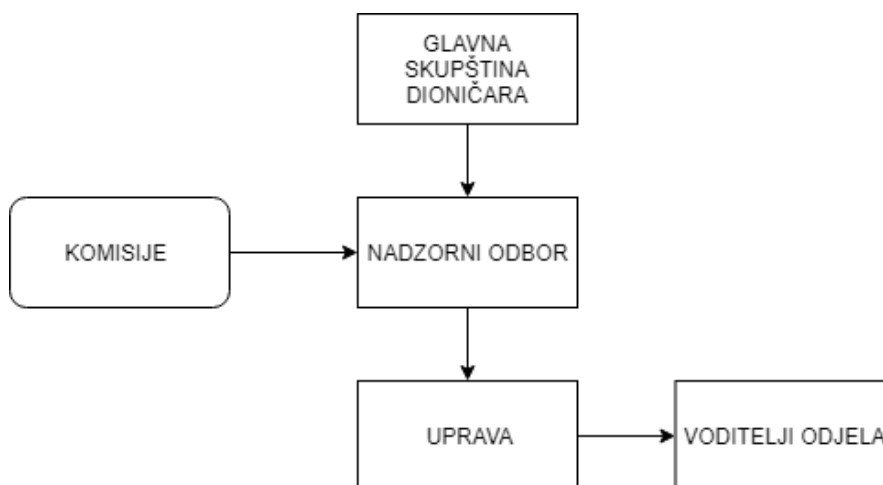 GLAVNA
SKUPŠTINA
DIONIČARA
KOMISIJE
NADZORNI ODBOR
UPRAVA
VODITELJI ODJELA